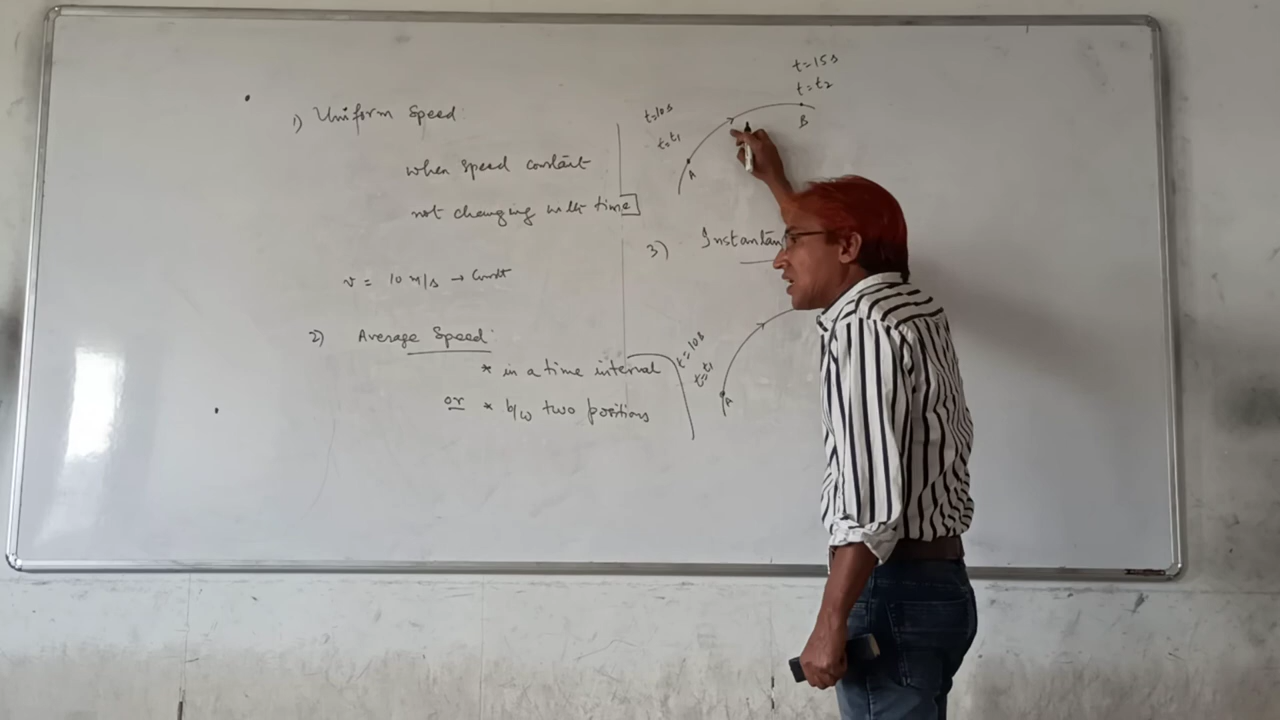 1) Uniform Speed
when speed constant
not changing with time
v = 10 m/s → Const
2) Average Speed:
* in a time interval
or * b/w two positions
t=15s
t=t2
t=10s
t=t1
A
B
3) Instantan
t=10s
t=t1
A